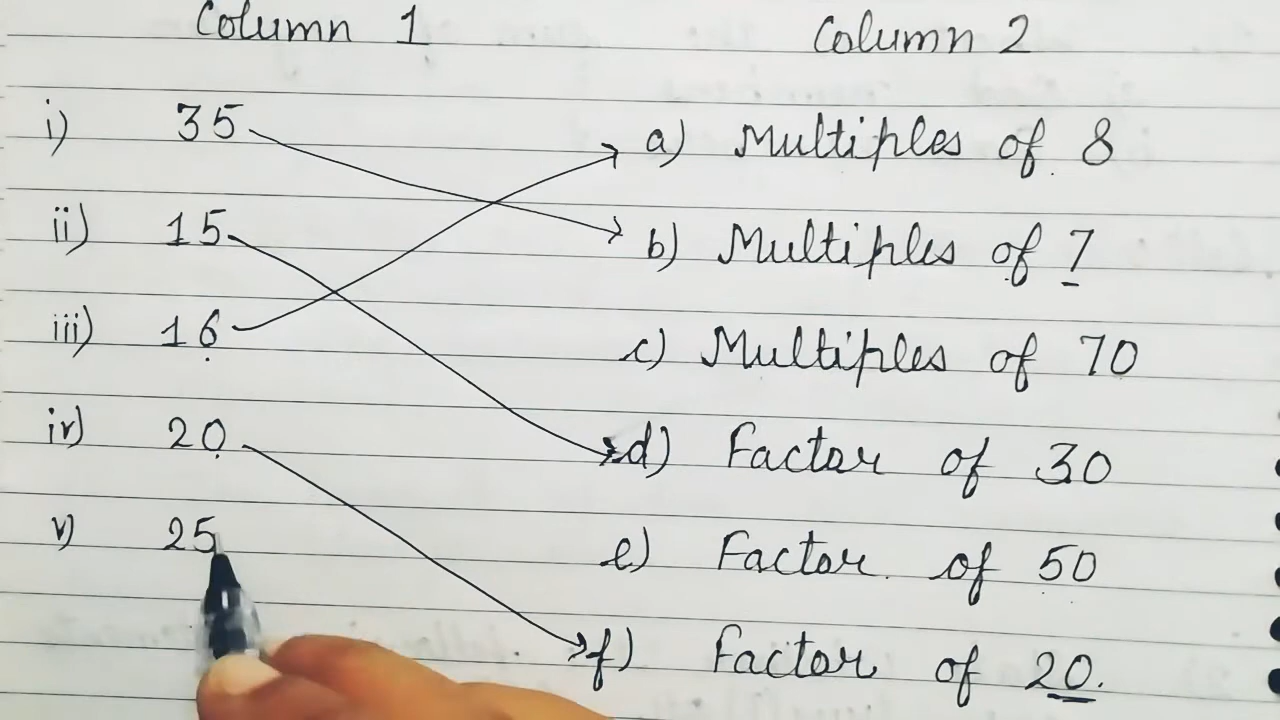 Column 1 Column 2
i) 35 a) Multiples of 8
ii) 15 b) Multiples of 7
iii) 16 c) Multiples of 70
iv) 20 d) Factor of 30
v) 25 e) Factor of 50
f) Factor of 20.